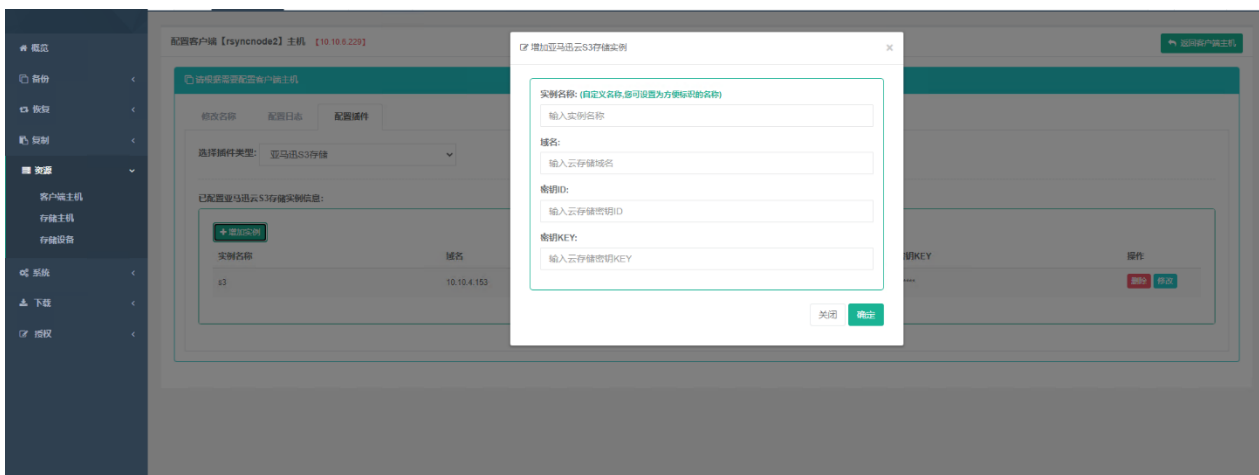 概览
备份
恢复
复制
资源
客户端主机
存储主机
存储设备
系统
下载
授权
配置客户端【rsyncnode2】主机 【10.10.6.229】
返回客户端主机
请根据需要配置客户端主机
修改名称 配置日志 配置插件
选择插件类型: 亚马逊S3存储
已配置亚马逊云S3存储实例信息:
增加实例
实例名称 域名 钥KEY 操作
s3 10.10.4.153 **** 删除 修改
增加亚马逊云S3存储实例
实例名称: (自定义名称,您可设置为方便标识的名称)
输入实例名称
域名:
输入云存储域名
密钥ID:
输入云存储密钥ID
密钥KEY:
输入云存储密钥KEY
关闭 确定